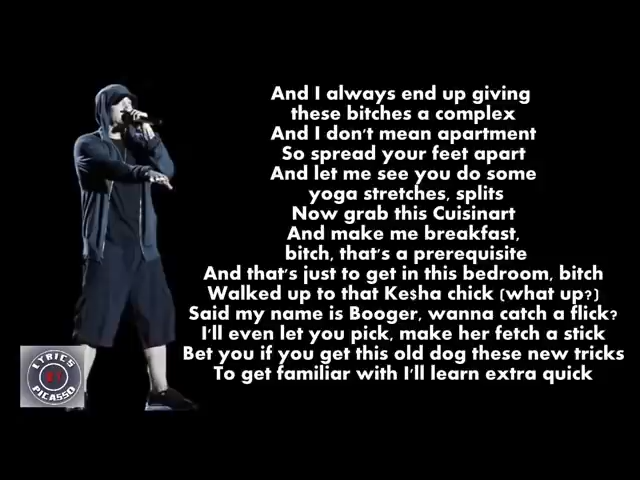 And I always end up giving
these bitches a complex
And I don't mean apartment
So spread your feet apart
And let me see you do some
yoga stretches, splits
Now grab this Cuisinart
And make me breakfast,
bitch, that's a prerequisite
And that's just to get in this bedroom, bitch
Walked up to that Ke$ha chick (what up?)
Said my name is Booger, wanna catch a flick?
I'll even let you pick, make her fetch a stick
Bet you if you get this old dog these new tricks
To get familiar with I'll learn extra quick
LYRICS
PICASSO